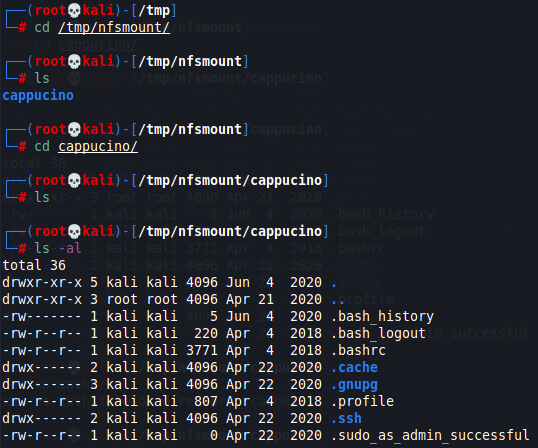 ┌──(root💀kali)-[/tmp]
└─# cd /tmp/nfsmount/
┌──(root💀kali)-[/tmp/nfsmount]
└─# ls
cappucino
┌──(root💀kali)-[/tmp/nfsmount]
└─# cd cappucino/
┌──(root💀kali)-[/tmp/nfsmount/cappucino]
└─# ls
┌──(root💀kali)-[/tmp/nfsmount/cappucino]
└─# ls -al
total 36
drwxr-xr-x 5 kali kali 4096 Jun  4  2020 .
drwxr-xr-x 3 root root 4096 Apr 21  2020 ..
-rw------- 1 kali kali    5 Jun  4  2020 .bash_history
-rw-r--r-- 1 kali kali  220 Apr  4  2018 .bash_logout
-rw-r--r-- 1 kali kali 3771 Apr  4  2018 .bashrc
drwx------ 2 kali kali 4096 Apr 22  2020 .cache
drwx------ 3 kali kali 4096 Apr 22  2020 .gnupg
-rw-r--r-- 1 kali kali  807 Apr  4  2018 .profile
drwx------ 2 kali kali 4096 Apr 22  2020 .ssh
-rw-r--r-- 1 kali kali    0 Apr 22  2020 .sudo_as_admin_successful